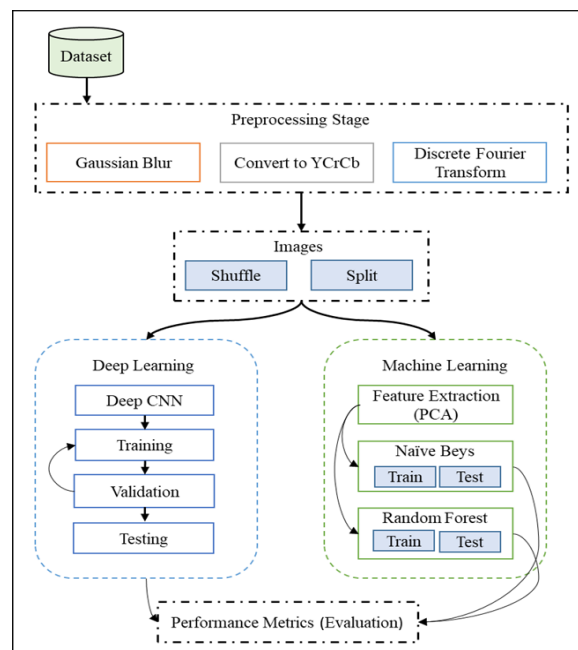 Dataset
Preprocessing Stage
Gaussian Blur
Convert to YCrCb
Discrete Fourier
Transform
Images
Shuffle
Split
Deep Learning
Deep CNN
Training
Validation
Testing
Machine Learning
Feature Extraction
(PCA)
Naïve Beys
Train
Test
Random Forest
Train
Test
Performance Metrics (Evaluation)